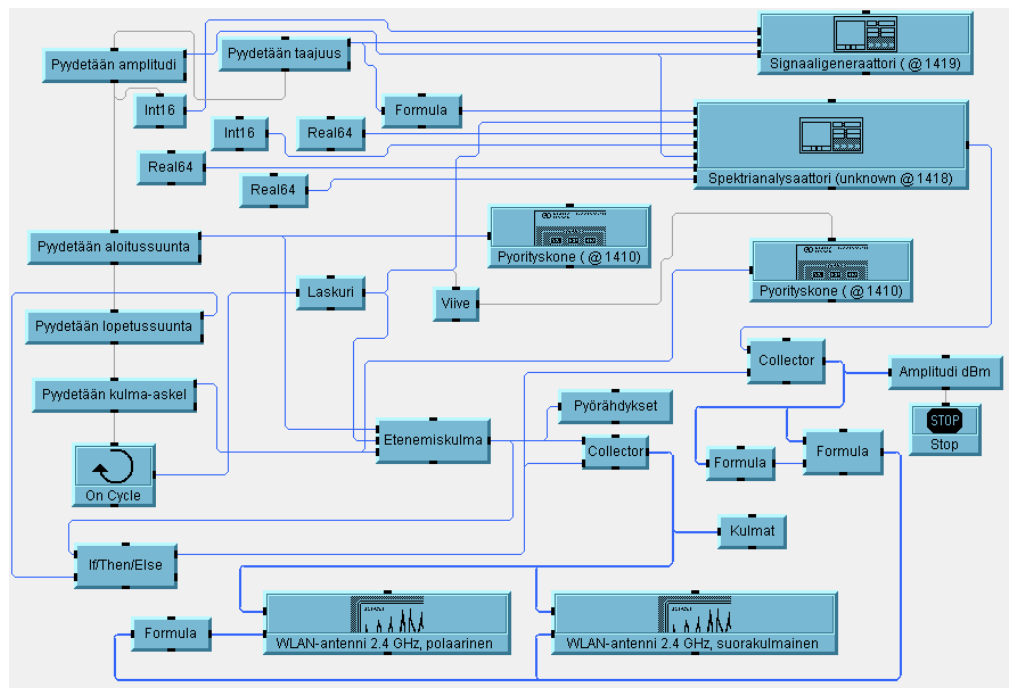 Pyydetään amplitudi
Pyydetään taajuus
Signaaligeneraattori ( @ 1419)
Int16
Formula
Int16
Real64
Real64
Real64
Spektrianalysaattori (unknown @ 1418)
Pyydetään aloitussuunta
Pyorityskone ( @ 1410)
Pyorityskone ( @ 1410)
Laskuri
Viive
Pyydetään lopetussuunta
Collector
Amplitudi dBm
Pyydetään kulma-askel
Pyörähdykset
STOP
Stop
Etenemiskulma
Collector
Formula
Formula
On Cycle
Kulmat
If/Then/Else
Formula
WLAN-antenni 2.4 GHz, polaarinen
WLAN-antenni 2.4 GHz, suorakulmainen